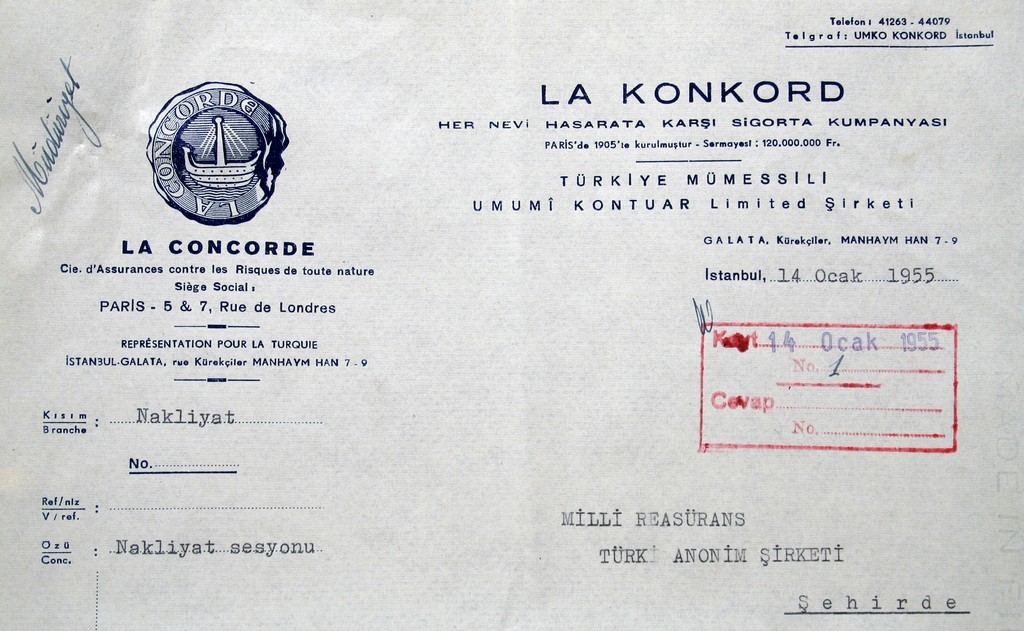 Telefon : 41263 - 44079
Telgraf: UMKO KONKORD İstanbul
Müdüriyet
LA CONCORDE
LA CONCORDE
Cie. d'Assurances contre les Risques de toute nature
Siège Social :
PARİS - 5 & 7, Rue de Londres
REPRÉSENTATION POUR LA TURQUIE
İSTANBUL-GALATA, rue Kürekçiler MANHAYM HAN 7 - 9
LA KONKORD
HER NEVİ HASARATA KARŞI SİGORTA KUMPANYASI
PARİS'de 1905'te kurulmuştur - Sermayesi : 120.000.000 Fr.
TÜRKİYE MÜMESSİLİ
UMUMÎ KONTUAR Limited Şirketi
GALATA, Kürekçiler, MANHAYM HAN 7 - 9
İstanbul, 14 Ocak 1955
Kayıt 14 Ocak 1955
No. 1
Cevap
No.
Kısım : Nakliyat
Branche
No.
Ref/niz :
V / ref.
Özü : Nakliyat sesyonu
Conc.
MİLLİ REASÜRANS
TÜRK ANONİM ŞİRKETİ
Şehirde